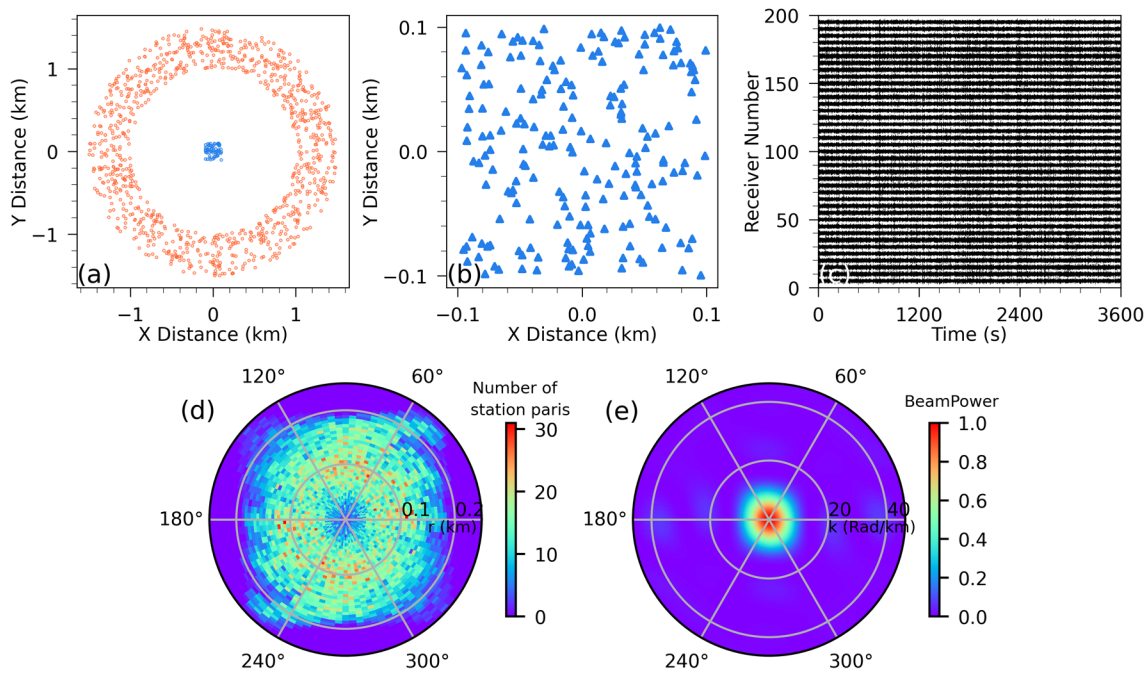 1
0
−1
Y Distance (km)
(a)
−1 0 1
X Distance (km)
0.1
0.0
−0.1
Y Distance (km)
(b)
−0.1 0.0 0.1
X Distance (km)
200
150
100
50
0
Receiver Number
(c)
0 1200 2400 3600
Time (s)
(d)
120° 60°
180°
240° 300°
0.1 0.2
r (km)
Number of
station paris
30
20
10
0
(e)
120° 60°
180°
240° 300°
20 40
k (Rad/km)
BeamPower
1.0
0.8
0.6
0.4
0.2
0.0